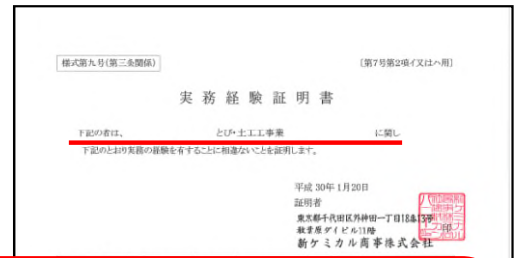 様式第九号(第三条関係)
〔第7号第2項イ又はハ用〕
実務経験証明書
下記の者は、 とび・土工工事業 に関し
下記のとおり実務の経験を有することに相違ないことを証明します。
平成 30年 1月20日
証明者
東京都千代田区外神田一丁目18番13号
秋葉原ダイビル11階
新ケミカル商事株式会社
印